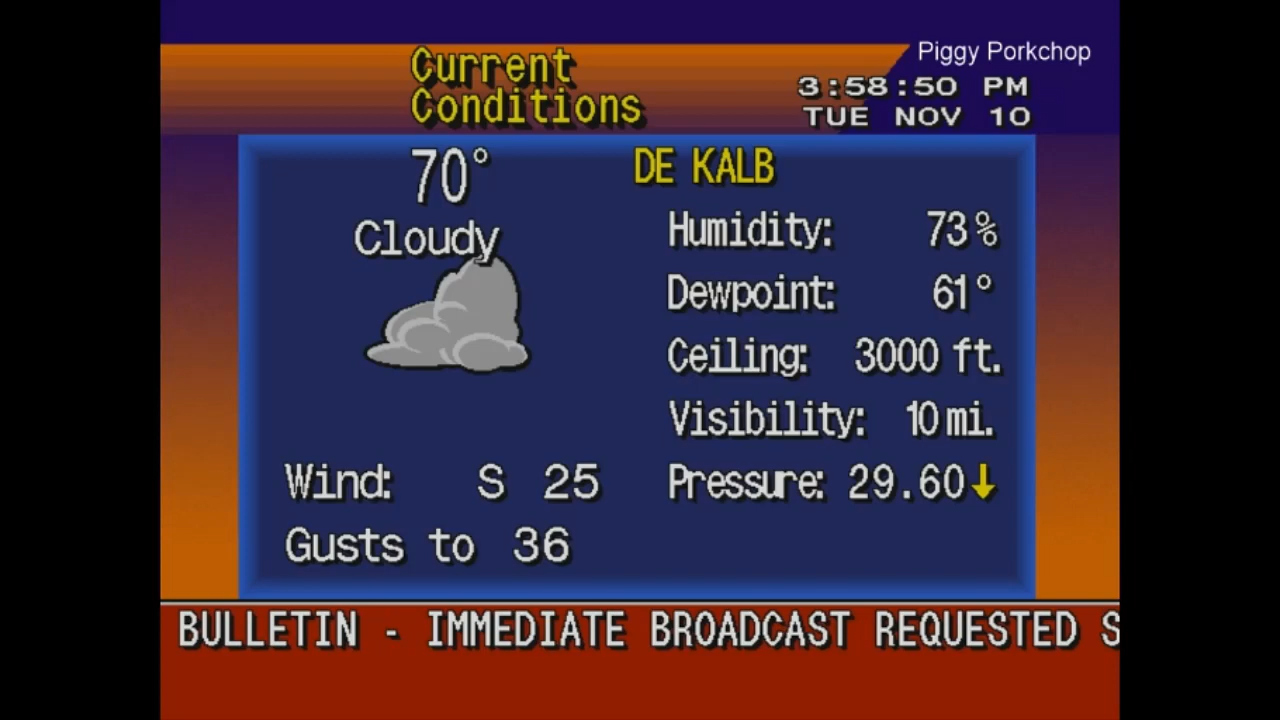 Piggy Porkchop
Current
Conditions
3:58:50 PM
TUE NOV 10
70°
Cloudy
DE KALB
Humidity: 73%
Dewpoint: 61°
Ceiling: 3000 ft.
Visibility: 10 mi.
Wind: S 25
Pressure: 29.60↓
Gusts to 36
BULLETIN - IMMEDIATE BROADCAST REQUESTED S